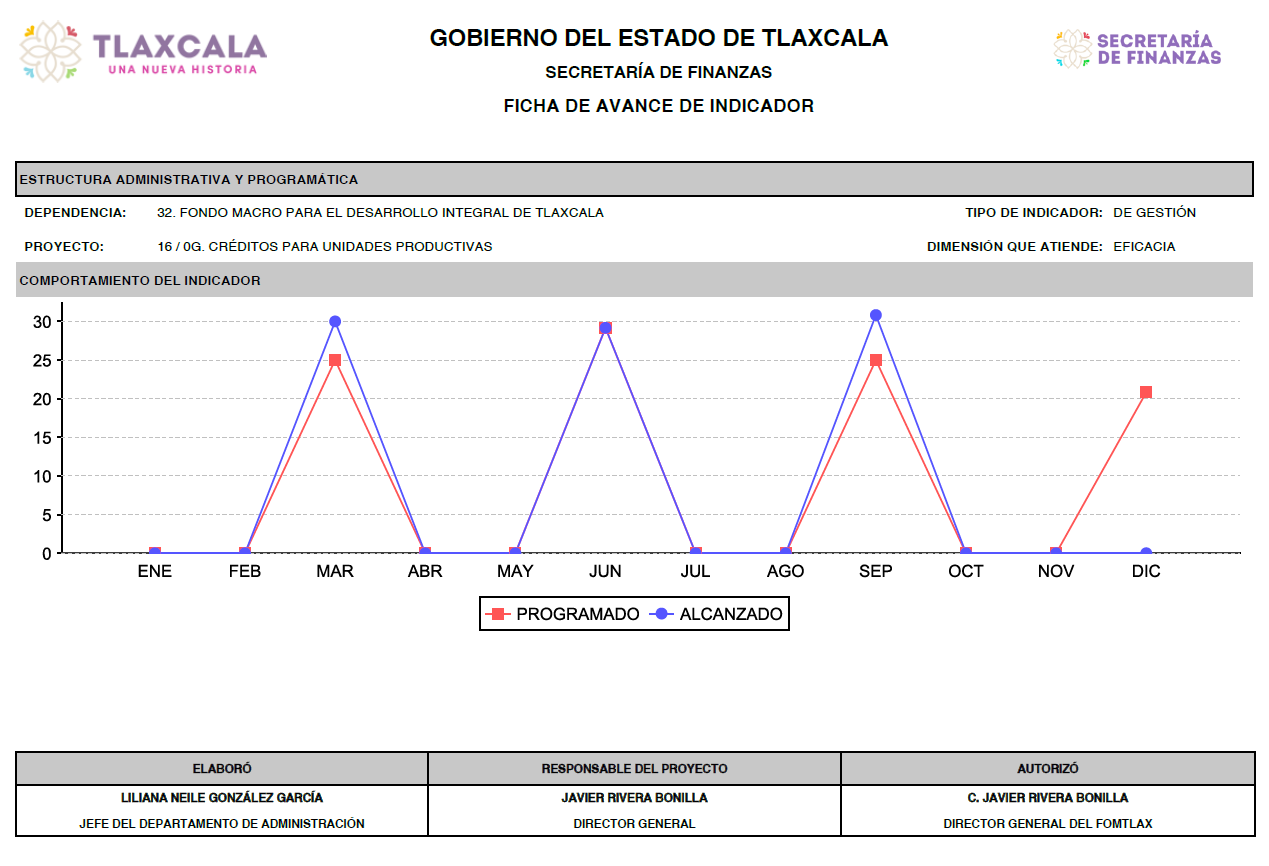 TLAXCALA
UNA NUEVA HISTORIA
GOBIERNO DEL ESTADO DE TLAXCALA
SECRETARÍA DE FINANZAS
FICHA DE AVANCE DE INDICADOR
SECRETARÍA
DE FINANZAS
ESTRUCTURA ADMINISTRATIVA Y PROGRAMÁTICA
DEPENDENCIA: 32. FONDO MACRO PARA EL DESARROLLO INTEGRAL DE TLAXCALA TIPO DE INDICADOR: DE GESTIÓN
PROYECTO: 16 / 0G. CRÉDITOS PARA UNIDADES PRODUCTIVAS DIMENSIÓN QUE ATIENDE: EFICACIA
COMPORTAMIENTO DEL INDICADOR
30
25
20
15
10
5
0
ENE FEB MAR ABR MAY JUN JUL AGO SEP OCT NOV DIC
PROGRAMADO ALCANZADO
ELABORÓ RESPONSABLE DEL PROYECTO AUTORIZÓ
LILIANA NEILE GONZÁLEZ GARCÍA JAVIER RIVERA BONILLA C. JAVIER RIVERA BONILLA
JEFE DEL DEPARTAMENTO DE ADMINISTRACIÓN DIRECTOR GENERAL DIRECTOR GENERAL DEL FOMTLAX